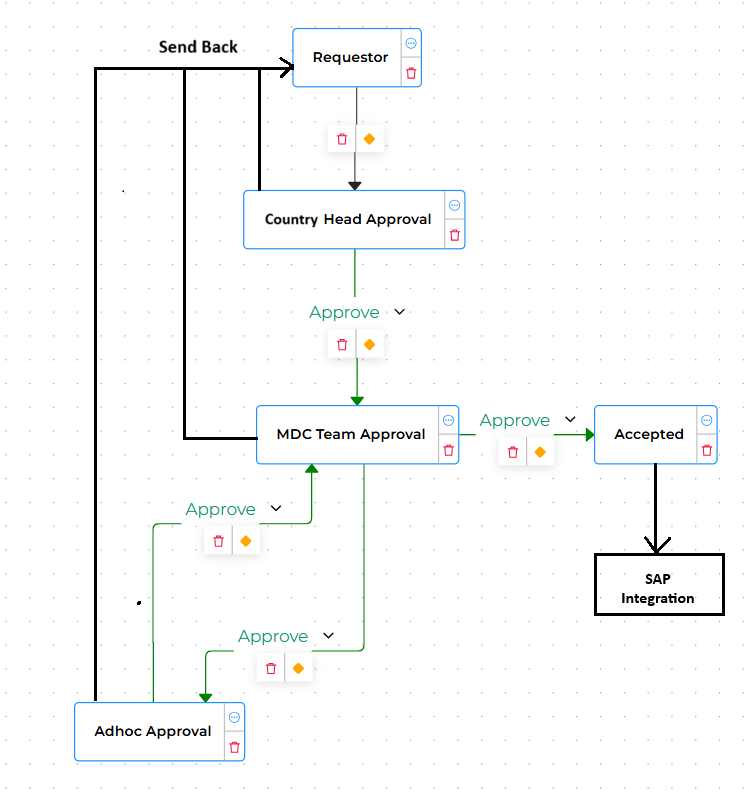 Send Back
Requestor
Country Head Approval
Approve
MDC Team Approval
Approve
Accepted
Approve
SAP
Integration
Approve
Adhoc Approval